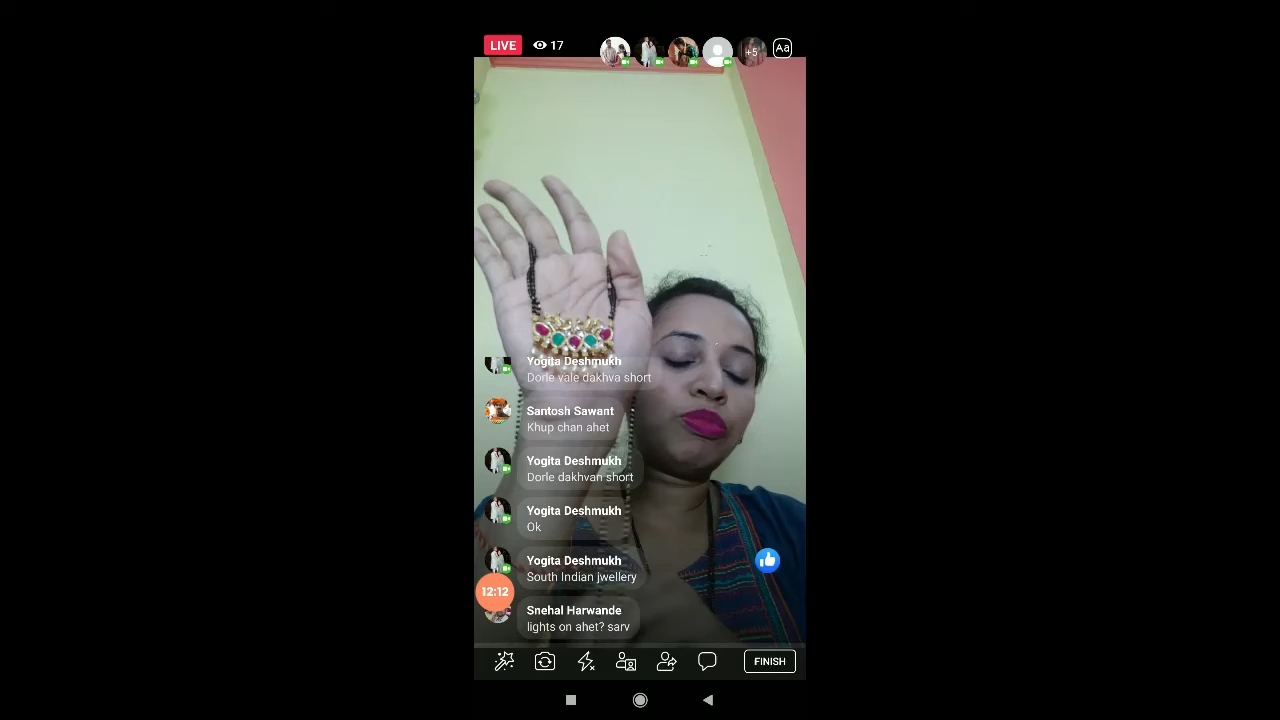 LIVE 17 +5 Aa
Yogita Deshmukh
Dorle vale dakhva short
Santosh Sawant
Khup chan ahet
Yogita Deshmukh
Dorle dakhvan short
Yogita Deshmukh
Ok
Yogita Deshmukh
South Indian jwellery
12:12
Snehal Harwande
lights on ahet? sarv
FINISH